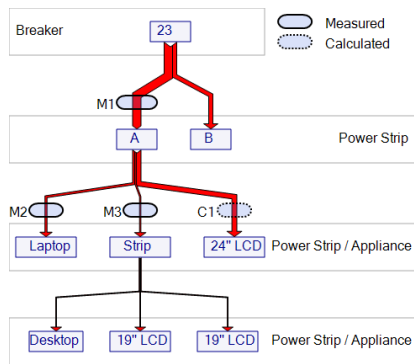 Breaker
23
Measured
Calculated
M1
A
B
Power Strip
M2
M3
C1
Laptop
Strip
24" LCD
Power Strip / Appliance
Desktop
19" LCD
19" LCD
Power Strip / Appliance